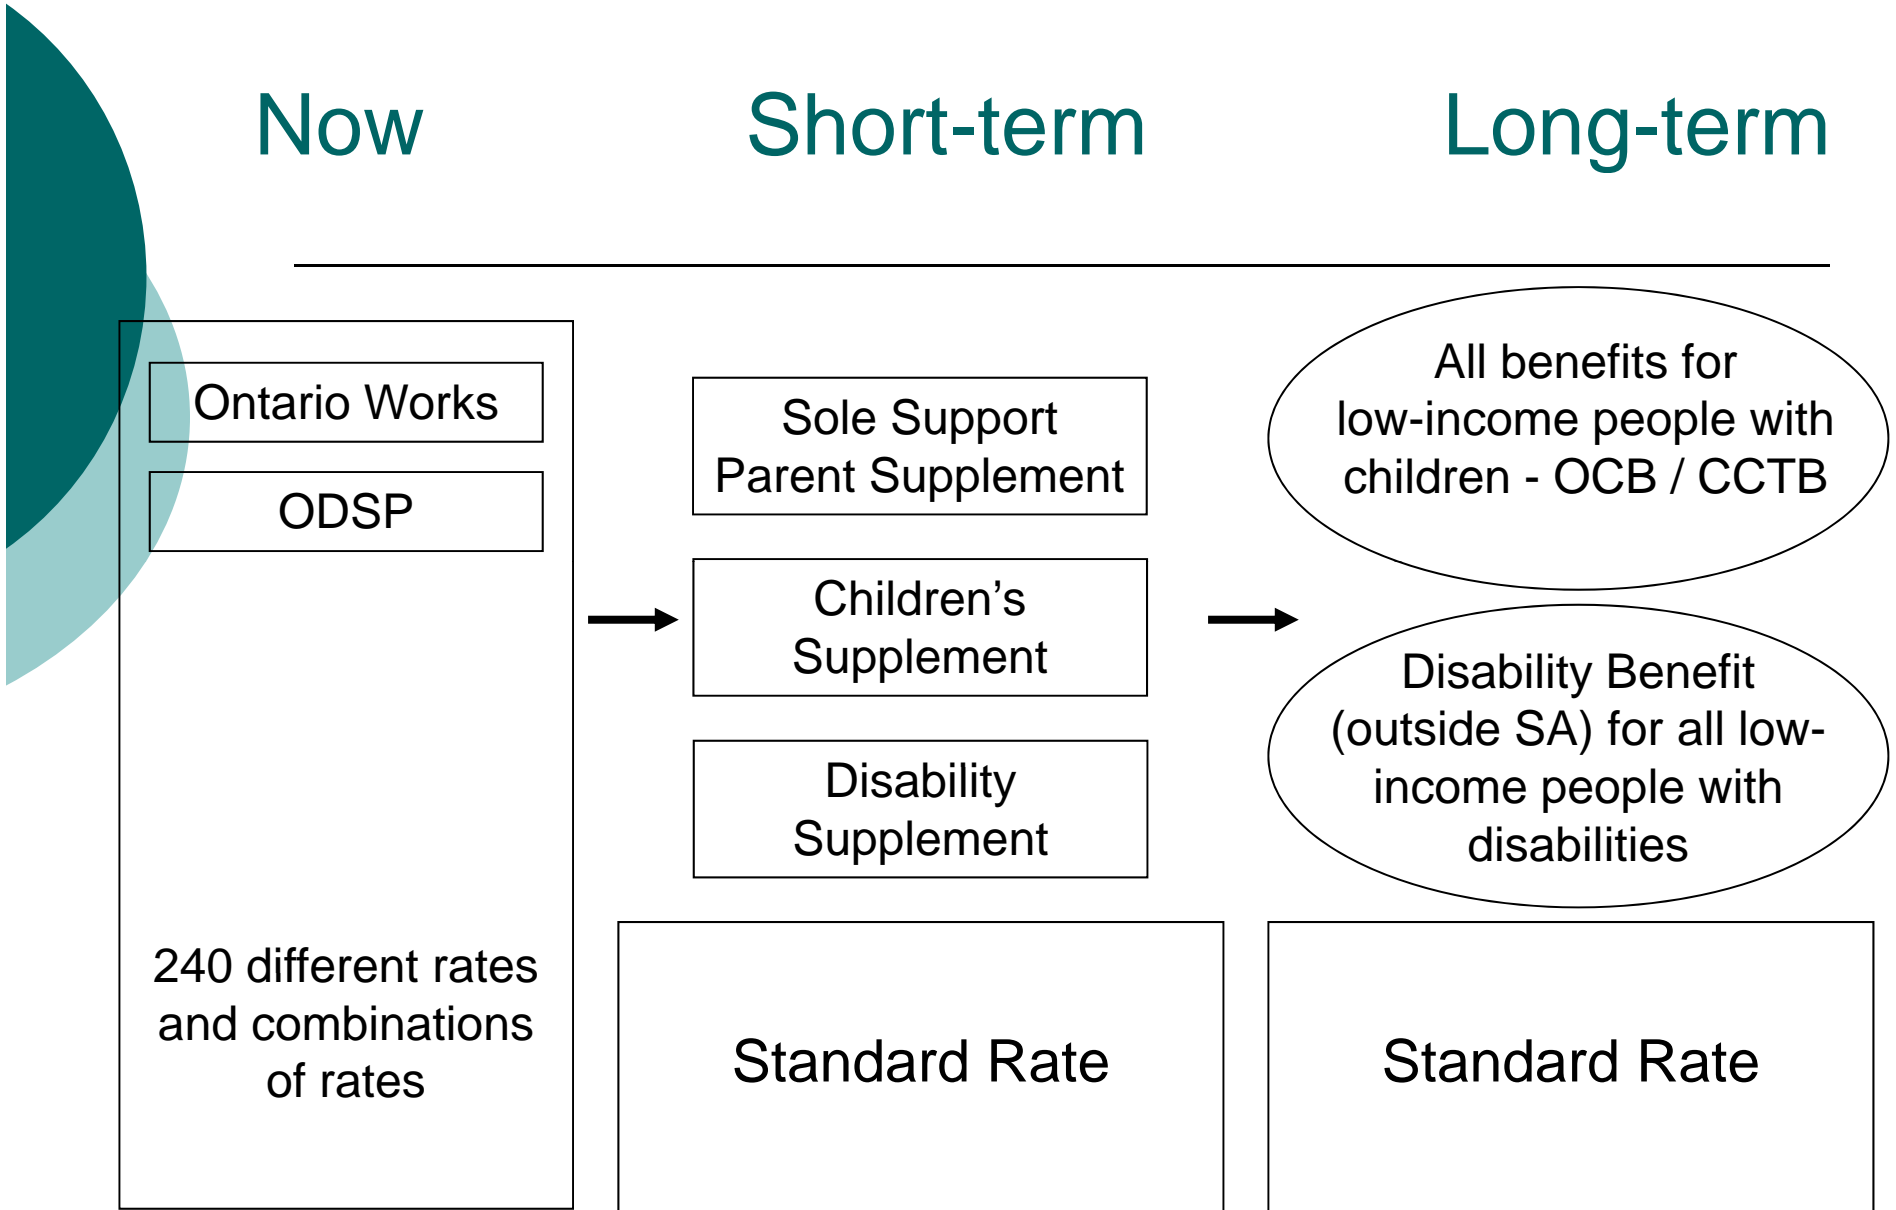 Now
Short-term
Long-term
Ontario Works
ODSP
240 different rates
and combinations
of rates
Sole Support
Parent Supplement
Children’s
Supplement
Disability
Supplement
Standard Rate
All benefits for
low-income people with
children - OCB / CCTB
Disability Benefit
(outside SA) for all low-
income people with
disabilities
Standard Rate